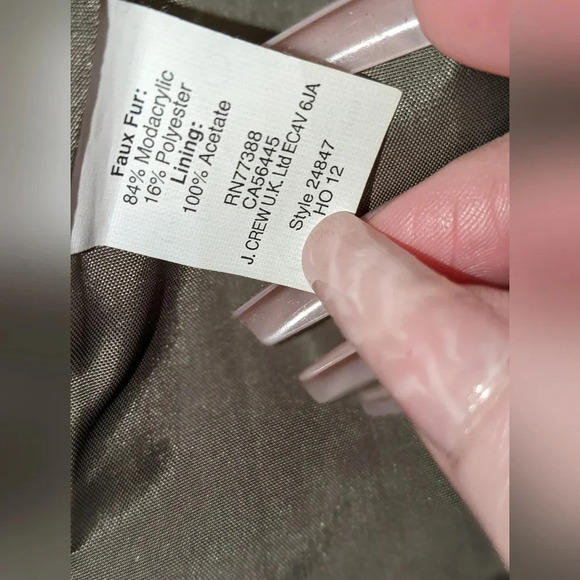 Faux Fur:
84% Modacrylic
16% Polyester
Lining:
100% Acetate
RN77388
CA56445
J. CREW U.K. Ltd EC4V 6JA
Style 24847
HO 12